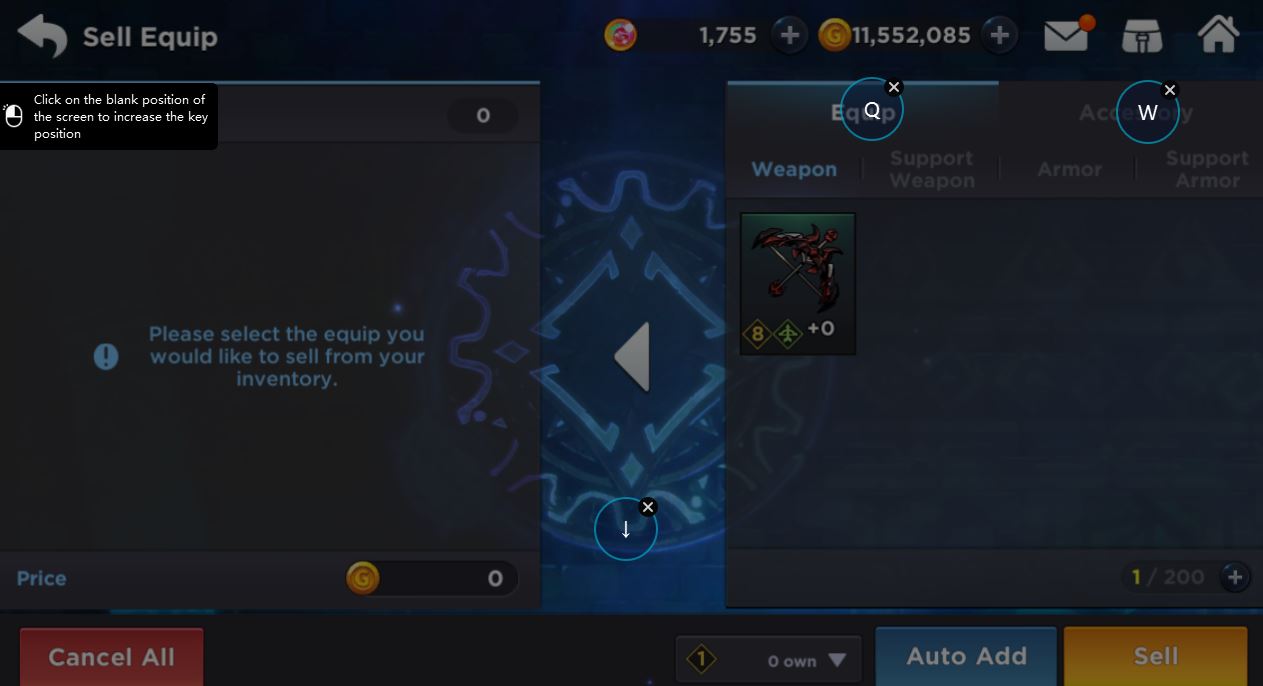 Sell Equip
1,755
11,552,085
Click on the blank position of
the screen to increase the key
position
0
Equip
Q
Accessory
W
Weapon
Support
Weapon
Armor
Support
Armor
8
+0
Please select the equip you
would like to sell from your
inventory.
↓
Price
G
0
1 / 200
Cancel All
1
0 own
Auto Add
Sell